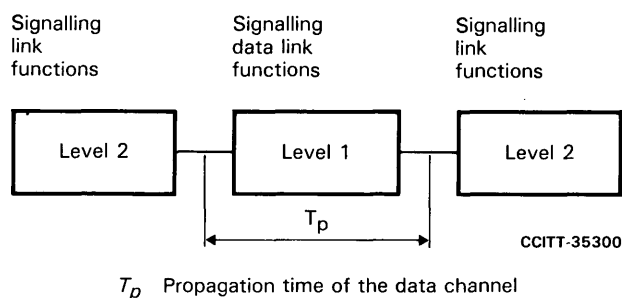 Signalling
link
functions
Signalling
data link
functions
Signalling
link
functions
Level 2
Level 1
Level 2
Tp
CCITT-35300
Tp Propagation time of the data channel